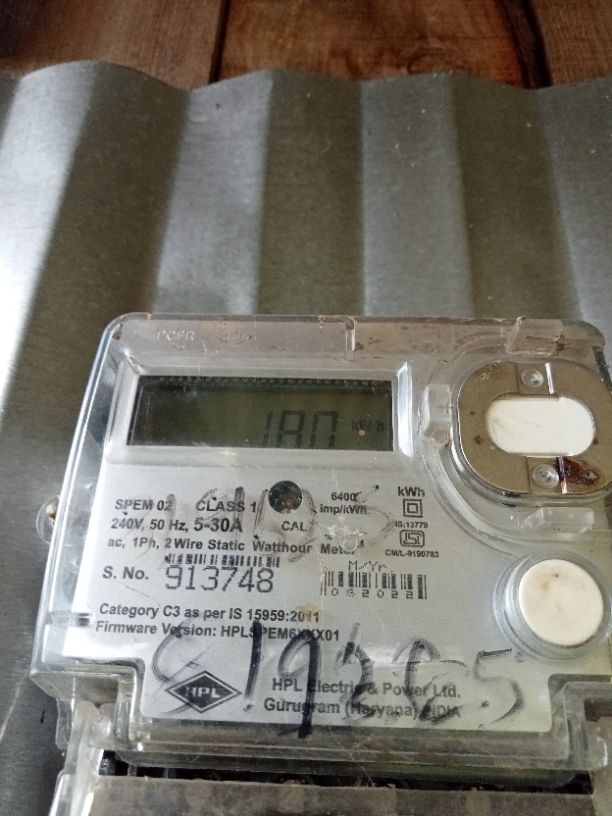 180 kWh
SPEM 02 CLASS 1 6400 imp/kWh kWh
240V, 50 Hz, 5-30A CAL IS:13779
ac, 1Ph, 2 Wire Static Watthour Meter CM/L-9190783
S. No. 913748 M/Yr
062022
Category C3 as per IS 15959:2011
Firmware Version: HPLSPEM6XXX01
HPL HPL Electric & Power Ltd.
Gurugram (Haryana) INDIA